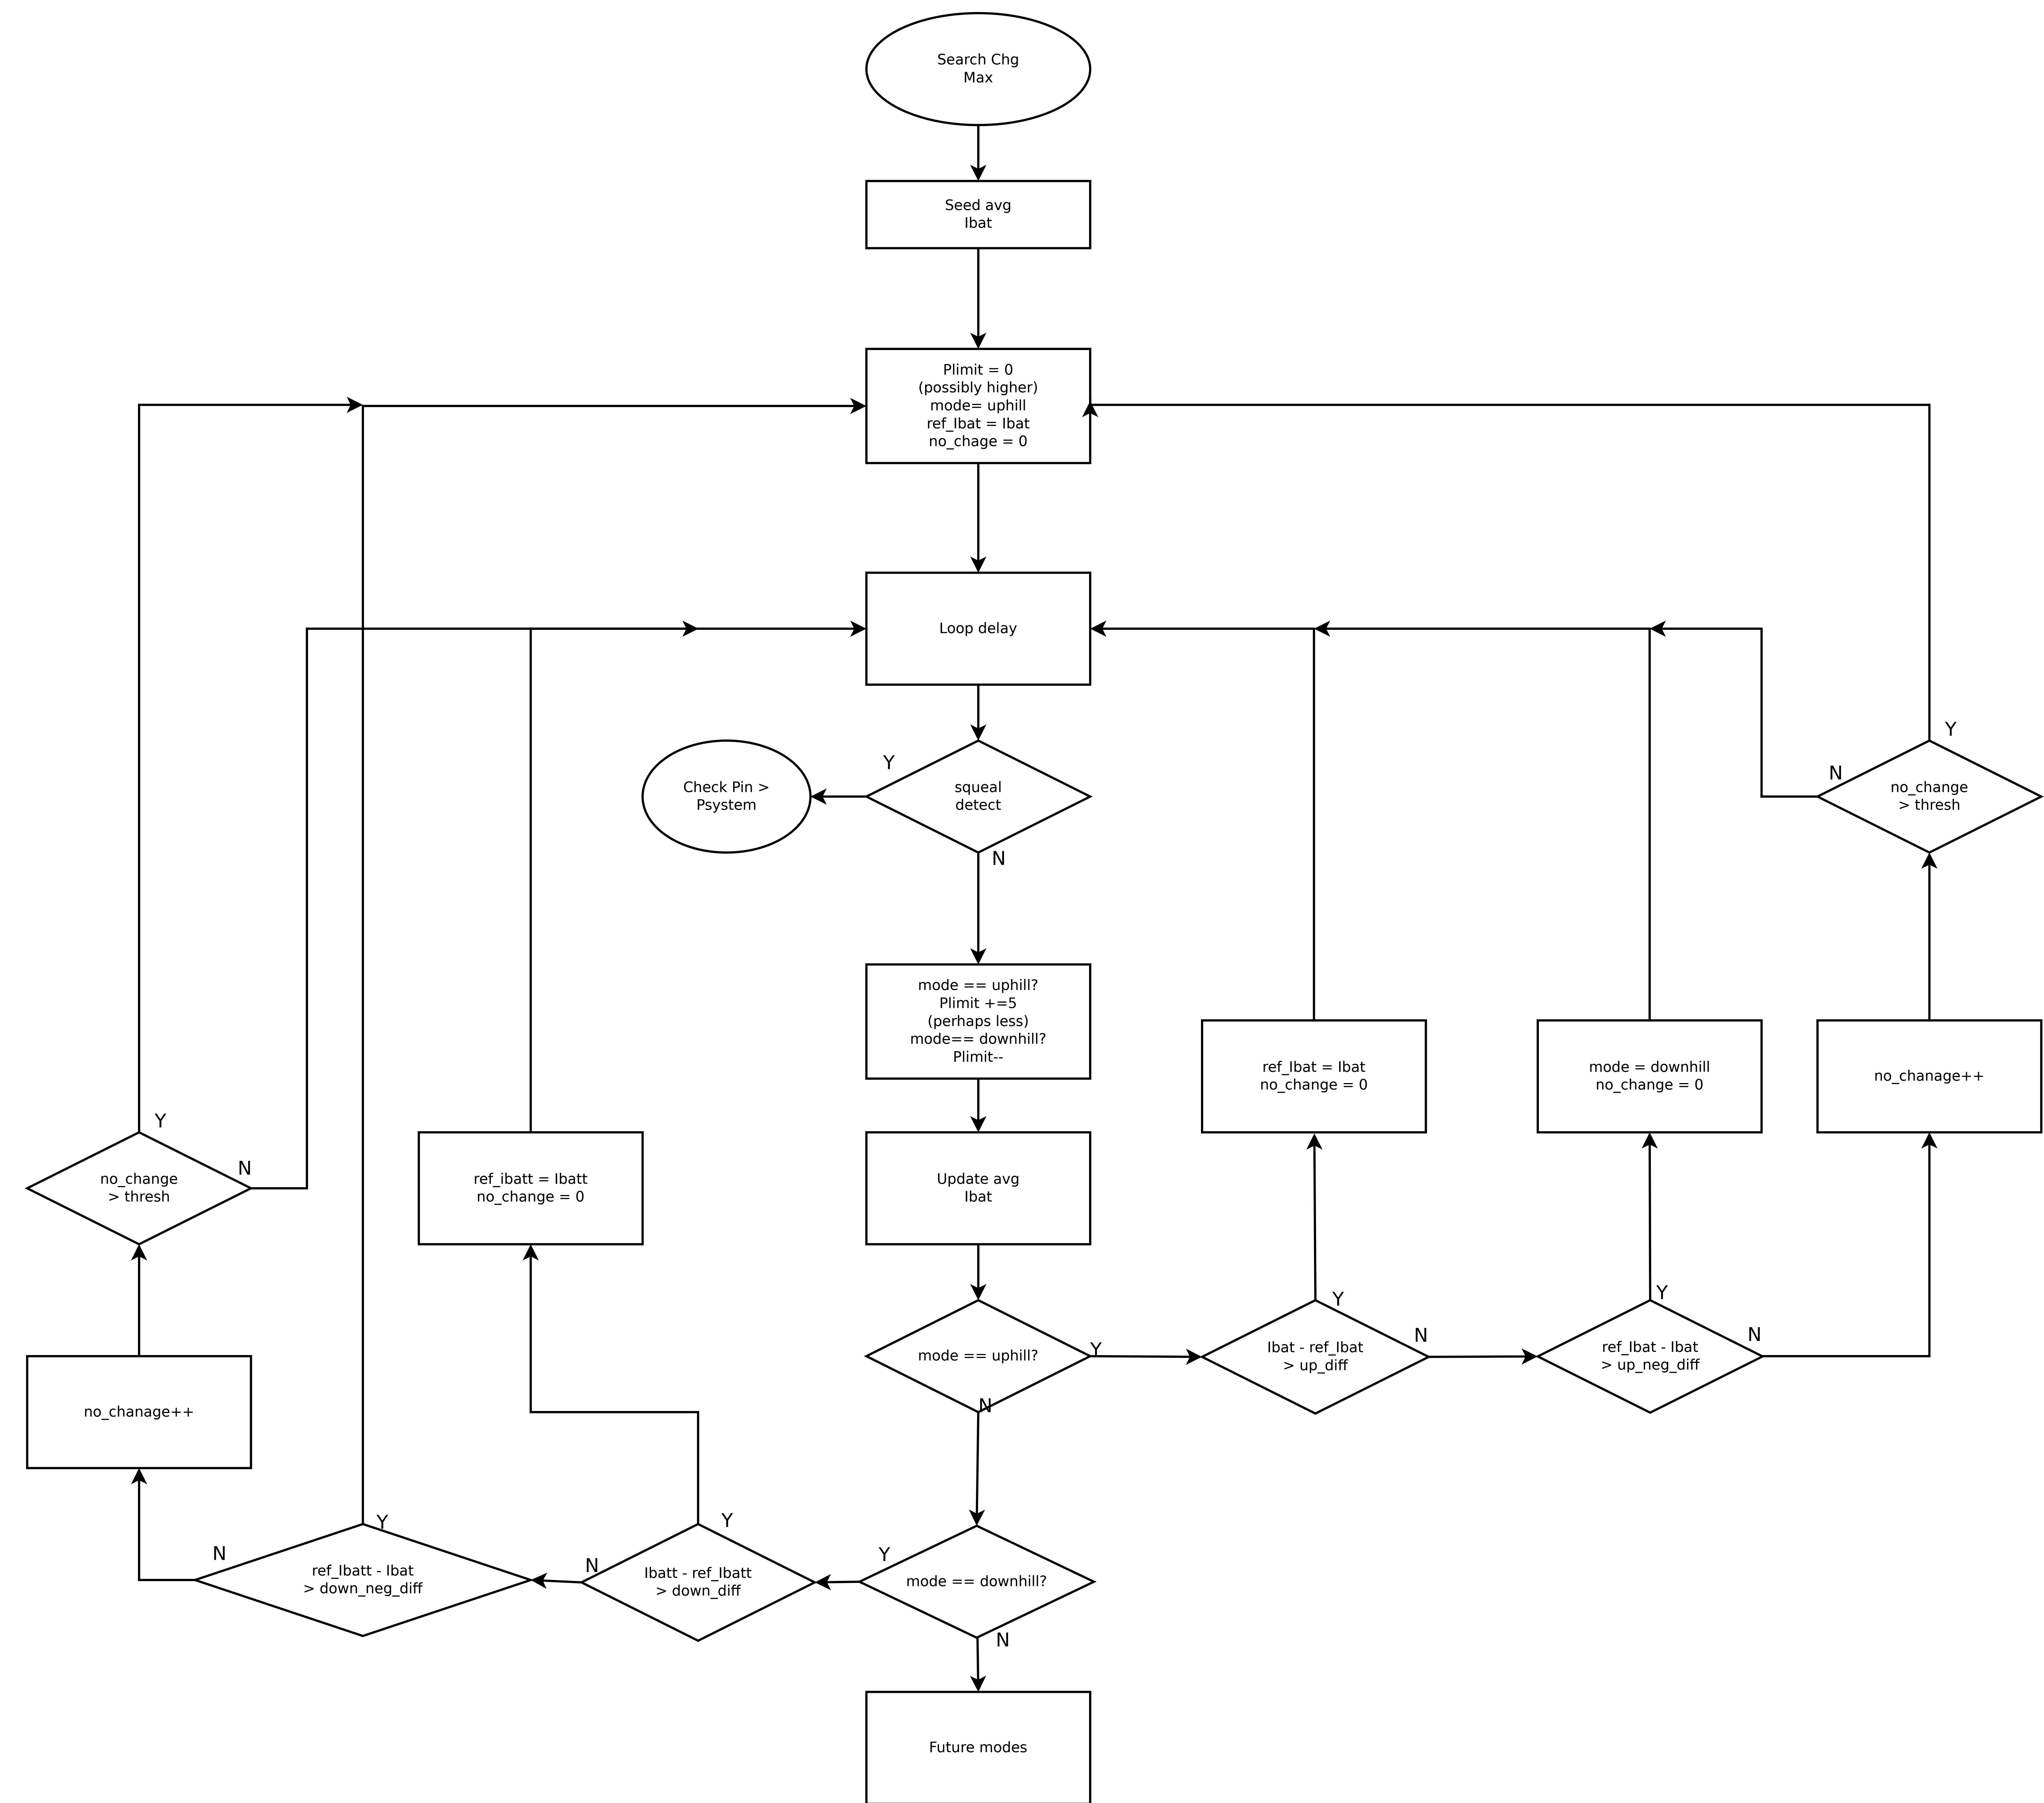 Search Chg
Max
Seed avg
Ibat
Plimit = 0
(possibly higher)
mode= uphill
ref_Ibat = Ibat
no_chage = 0
Loop delay
Y
Check Pin >
Psystem
squeal
detect
N
Y
N
no_change
> thresh
mode == uphill?
Plimit +=5
(perhaps less)
mode== downhill?
Plimit--
ref_Ibat = Ibat
no_change = 0
mode = downhill
no_change = 0
no_chanage++
Y
N
no_change
> thresh
ref_ibatt = Ibatt
no_change = 0
Update avg
Ibat
mode == uphill?
Y
N
Y
N
Ibat - ref_Ibat
> up_diff
Y
N
ref_Ibat - Ibat
> up_neg_diff
no_chanage++
N
Y
ref_Ibatt - Ibat
> down_neg_diff
N
Y
Ibatt - ref_Ibatt
> down_diff
Y
mode == downhill?
N
Future modes